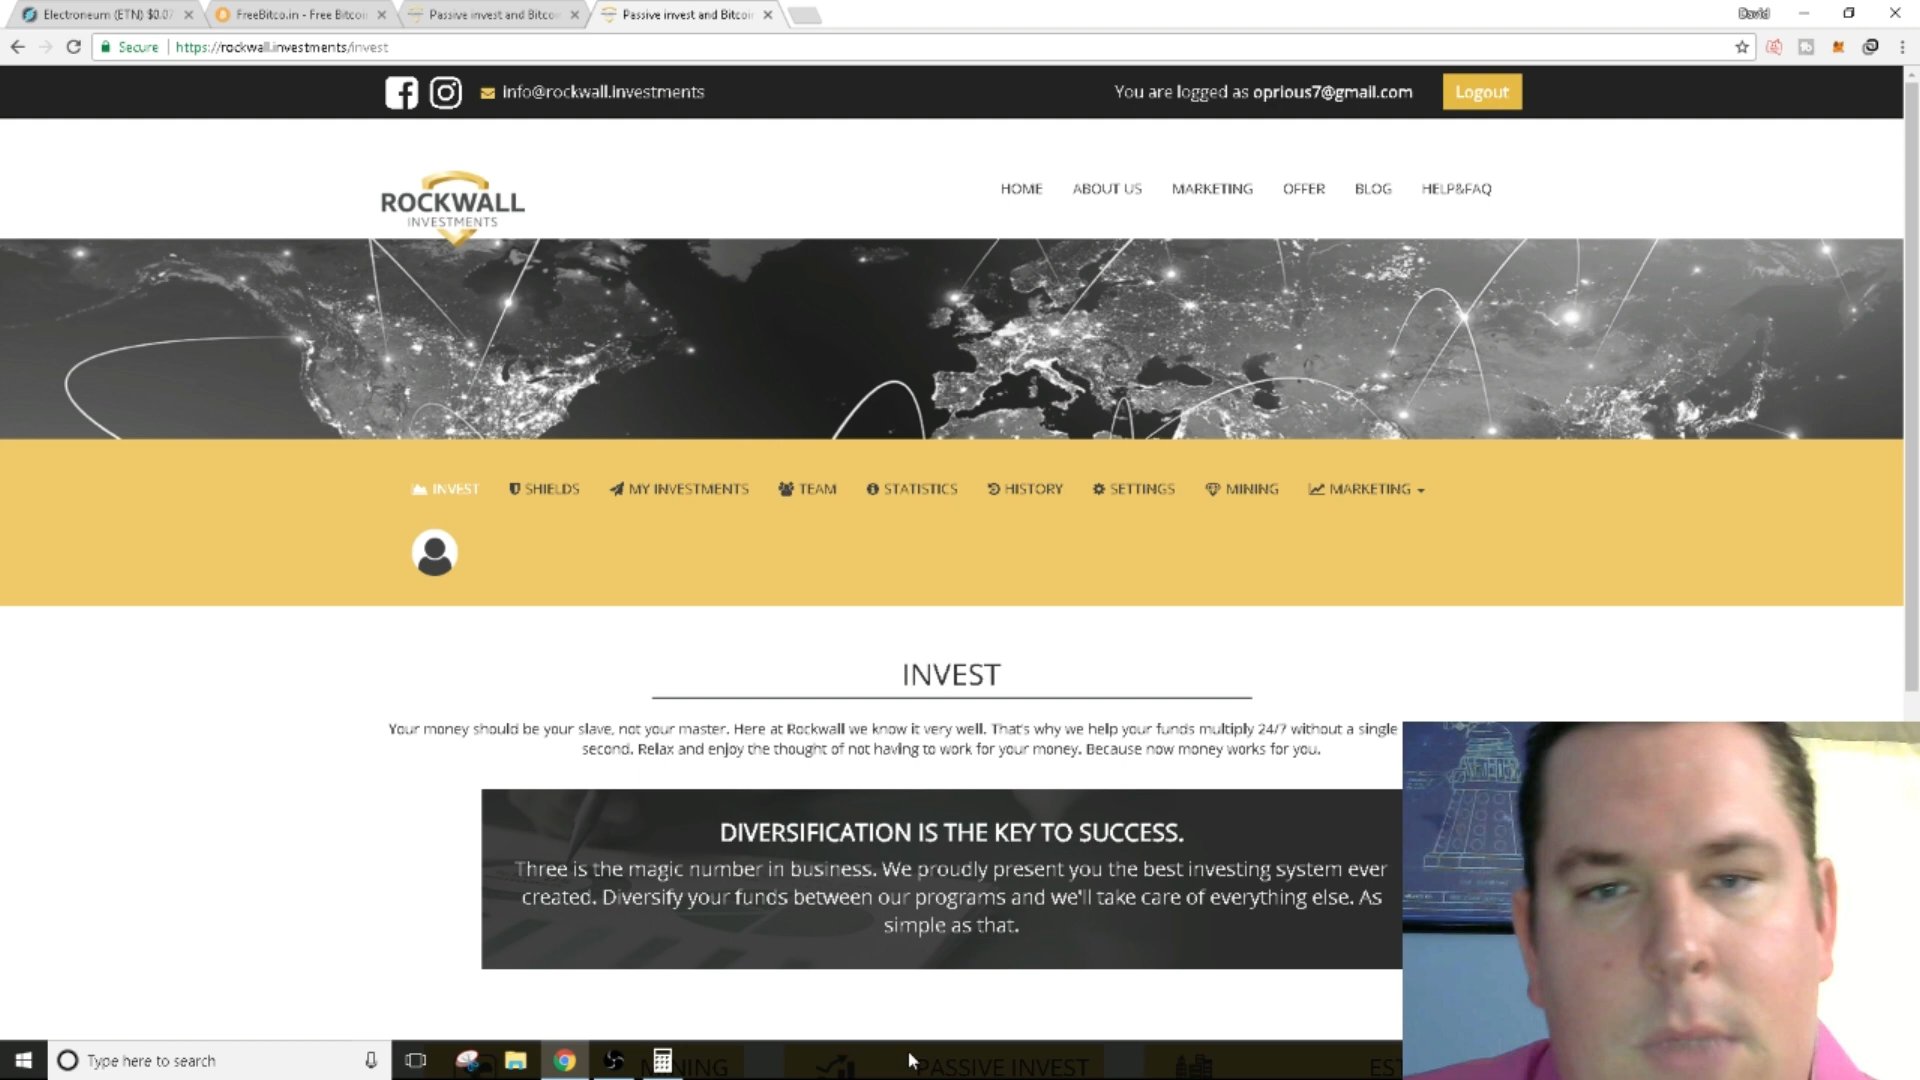 Electroneum (ETN) $0.07
FreeBitco.in - Free Bitcoin
Passive invest and Bitcoi
Passive invest and Bitcoi
David
Secure
https://rockwall.investments/invest
info@rockwall.investments
You are logged as oprious7@gmail.com
Logout
ROCKWALL
INVESTMENTS
HOME
ABOUT US
MARKETING
OFFER
BLOG
HELP&FAQ
INVEST
SHIELDS
MY INVESTMENTS
TEAM
STATISTICS
HISTORY
SETTINGS
MINING
MARKETING
INVEST
Your money should be your slave, not your master. Here at Rockwall we know it very well. That's why we help your funds multiply 24/7 without a single
second. Relax and enjoy the thought of not having to work for your money. Because now money works for you.
DIVERSIFICATION IS THE KEY TO SUCCESS.
Three is the magic number in business. We proudly present you the best investing system ever
created. Diversify your funds between our programs and we'll take care of everything else. As
simple as that.
Type here to search
MINING
PASSIVE INVEST
EST